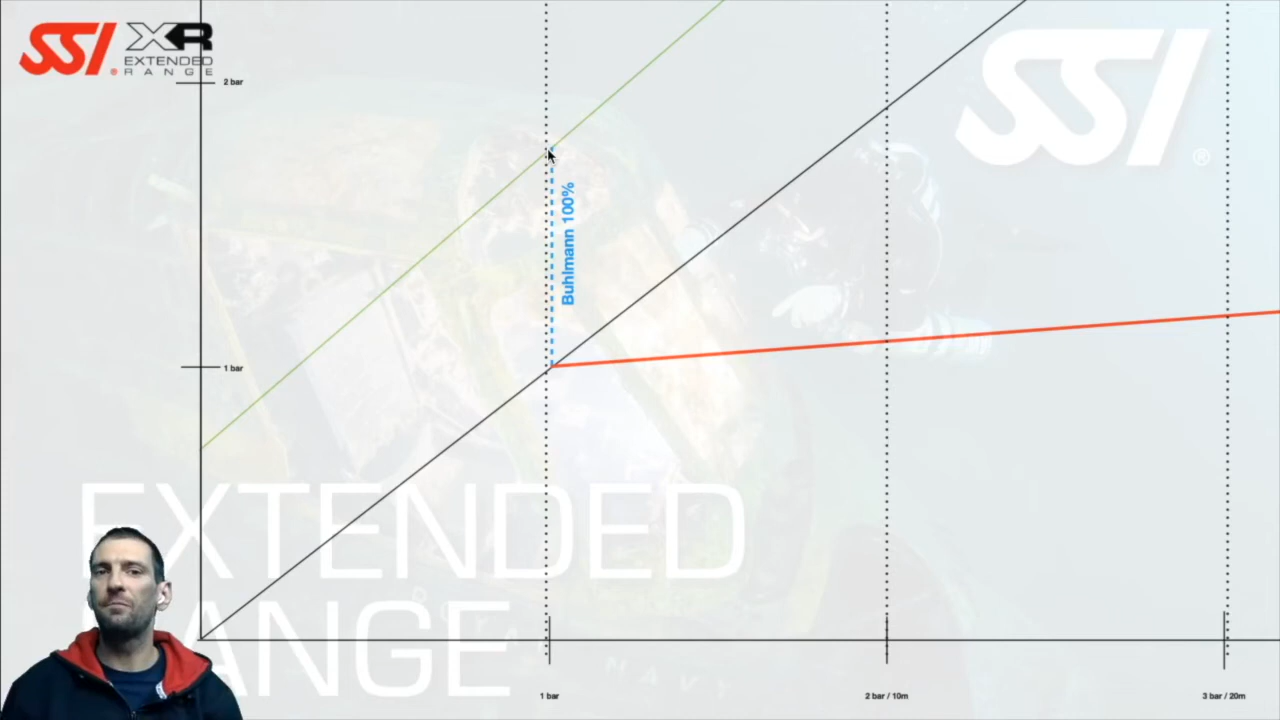 SSI
XR
EXTENDED
RANGE
2 bar
SSI
Buhlmann 100%
1 bar
EXTENDED
RANGE
1 bar
2 bar / 10m
3 bar / 20m